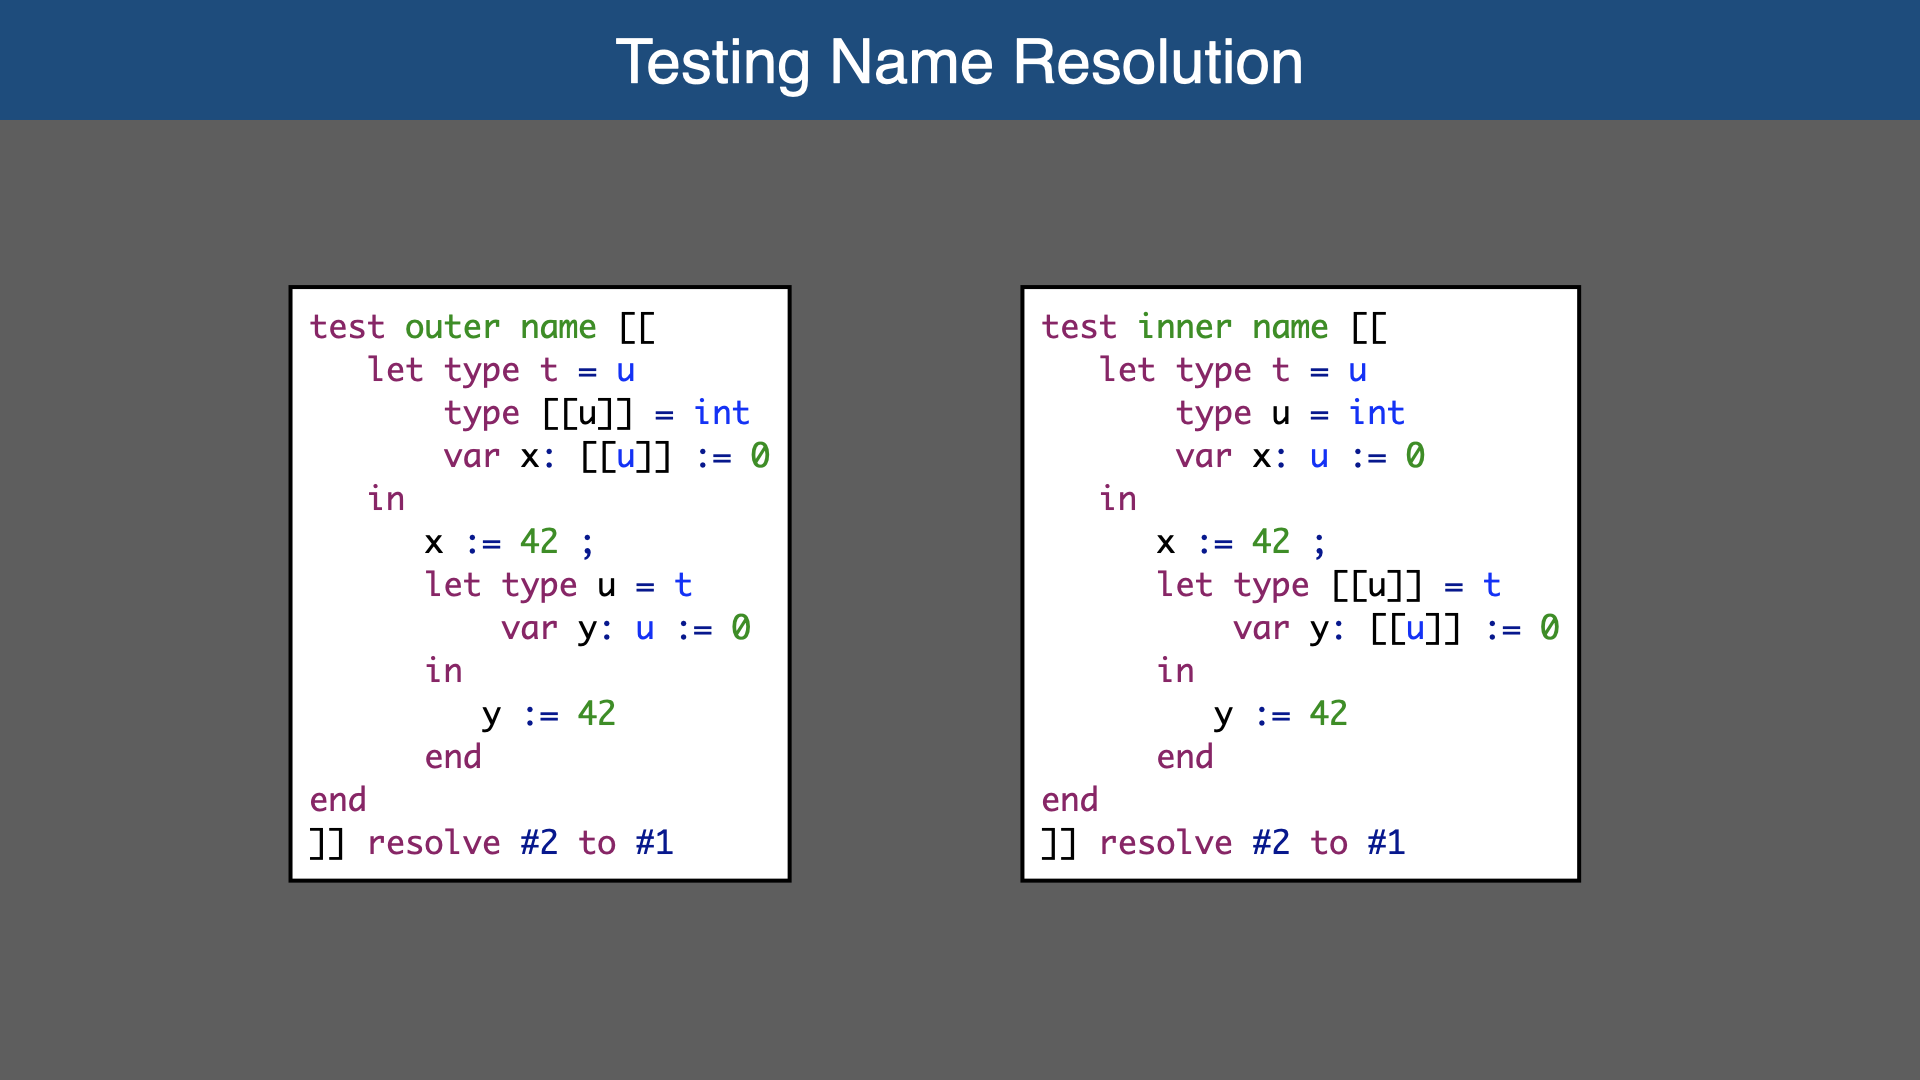 Testing Name Resolution
test outer name [[
let type t = u
type [[u]] = int
var x: [[u]] := 0
in
x := 42 ;
let type u = t
var y: u := 0
in
y := 42
end
end
]] resolve #2 to #1
test inner name [[
let type t = u
type u = int
var x: u := 0
in
x := 42 ;
let type [[u]] = t
var y: [[u]] := 0
in
y := 42
end
end
]] resolve #2 to #1